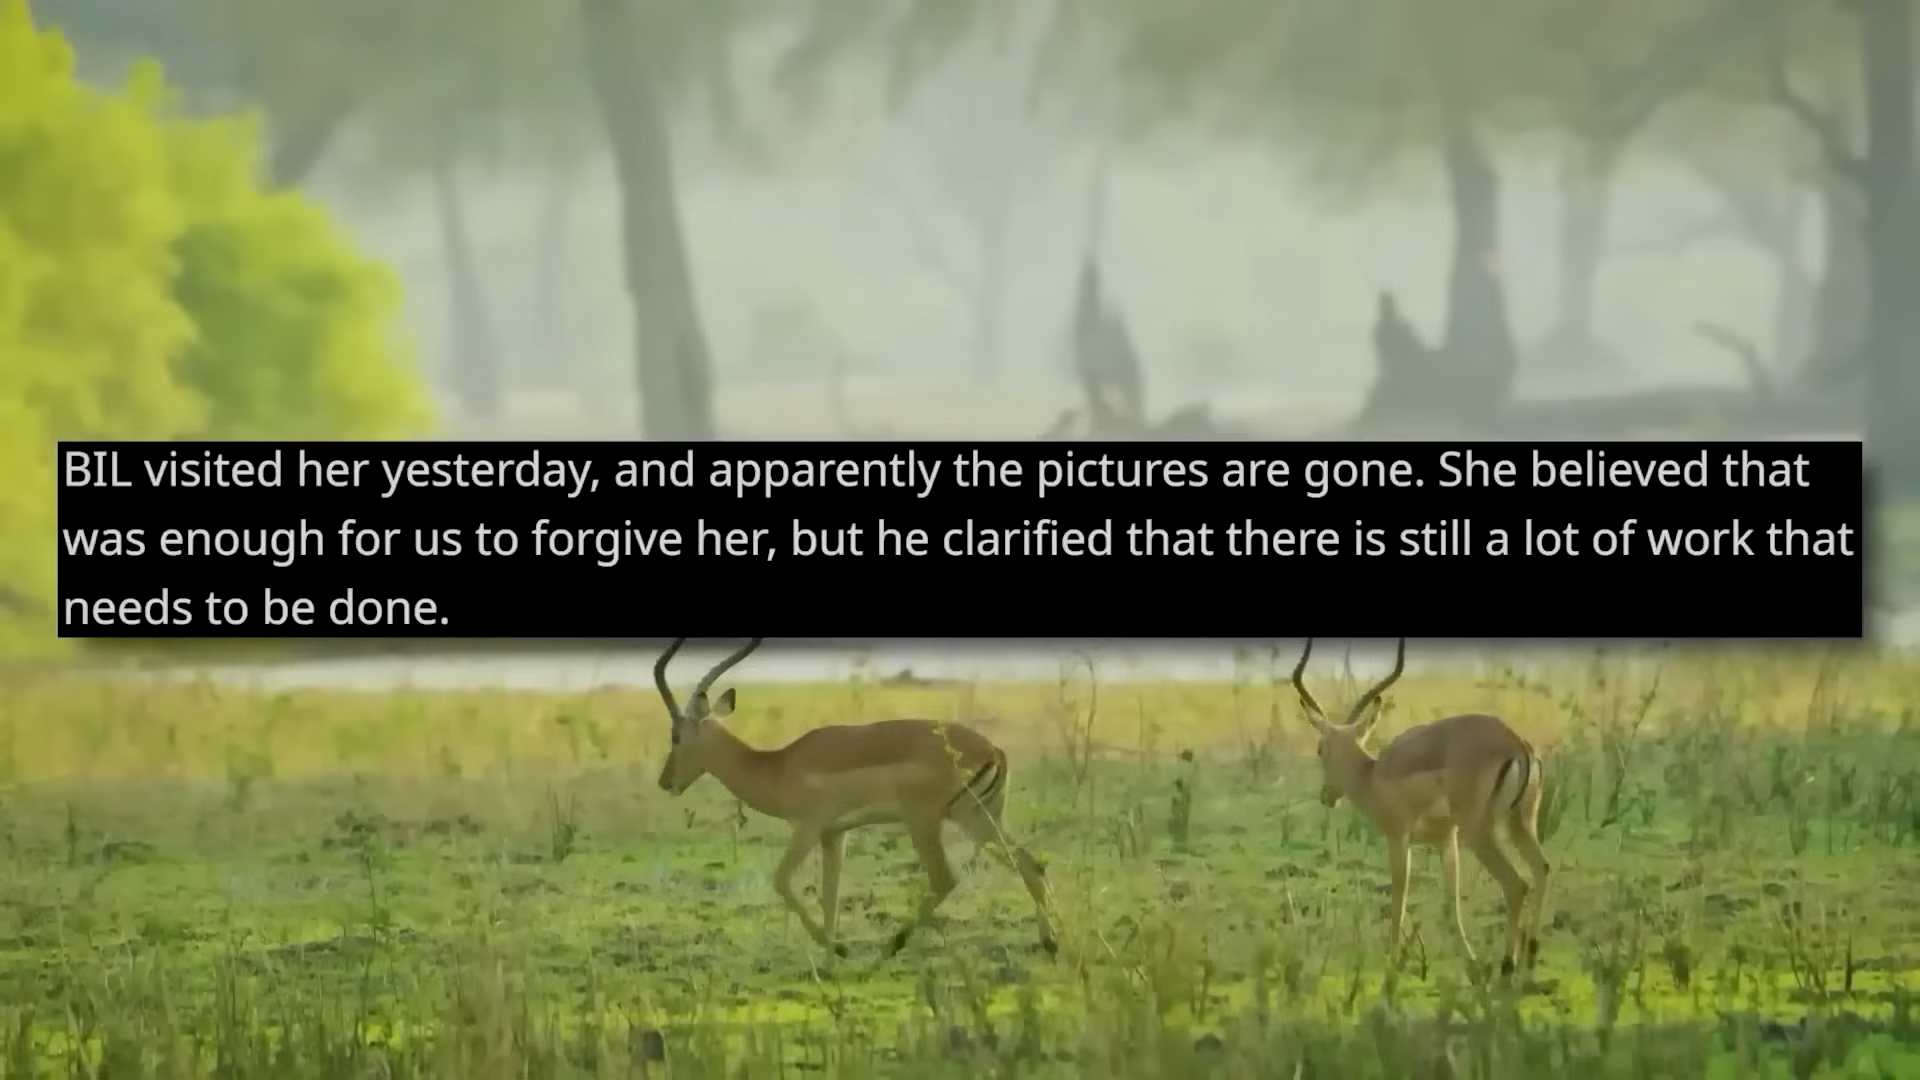 BIL visited her yesterday, and apparently the pictures are gone. She believed that
was enough for us to forgive her, but he clarified that there is still a lot of work that
needs to be done.